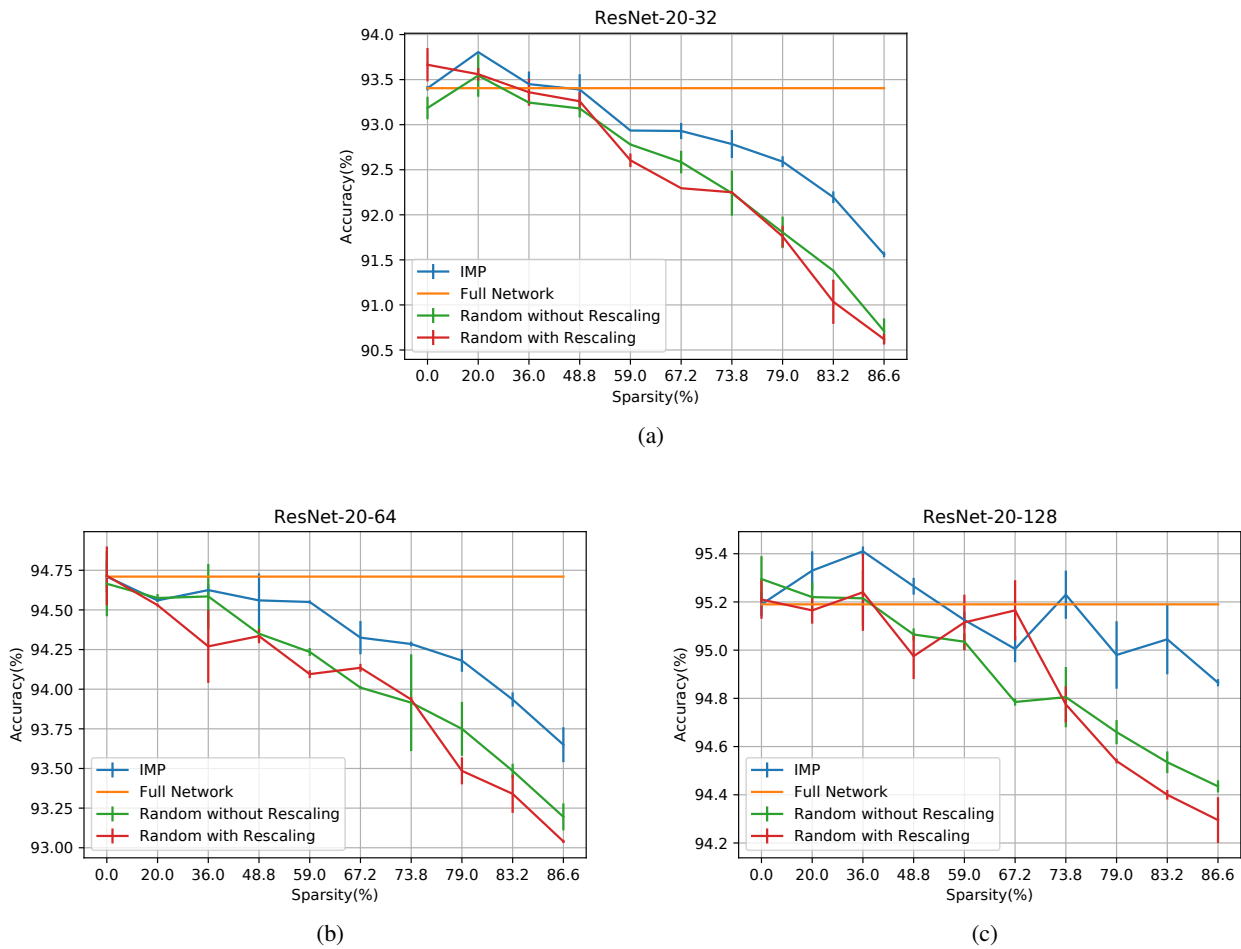 ResNet-20-32
94.0
93.5
93.0
92.5
92.0
91.5
91.0
90.5
Accuracy(%)
IMP
Full Network
Random without Rescaling
Random with Rescaling
0.0 20.0 36.0 48.8 59.0 67.2 73.8 79.0 83.2 86.6
Sparsity(%)
(a)
ResNet-20-64
94.75
94.50
94.25
94.00
93.75
93.50
93.25
93.00
Accuracy(%)
IMP
Full Network
Random without Rescaling
Random with Rescaling
0.0 20.0 36.0 48.8 59.0 67.2 73.8 79.0 83.2 86.6
Sparsity(%)
(b)
ResNet-20-128
95.4
95.2
95.0
94.8
94.6
94.4
94.2
Accuracy(%)
IMP
Full Network
Random without Rescaling
Random with Rescaling
0.0 20.0 36.0 48.8 59.0 67.2 73.8 79.0 83.2 86.6
Sparsity(%)
(c)